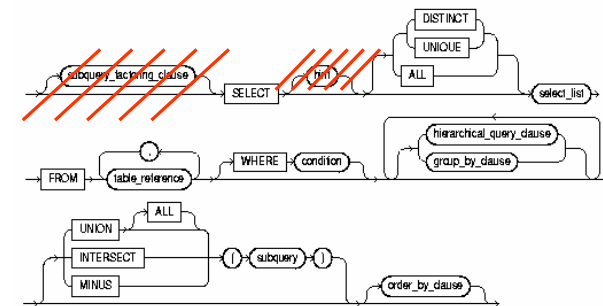 DISTINCT
UNIQUE
ALL
subquery_factoring_clause
SELECT
hint
select_list
FROM
,
table_reference
WHERE
condition
hierarchical_query_clause
group_by_clause
UNION
ALL
INTERSECT
MINUS
(
subquery
)
order_by_clause